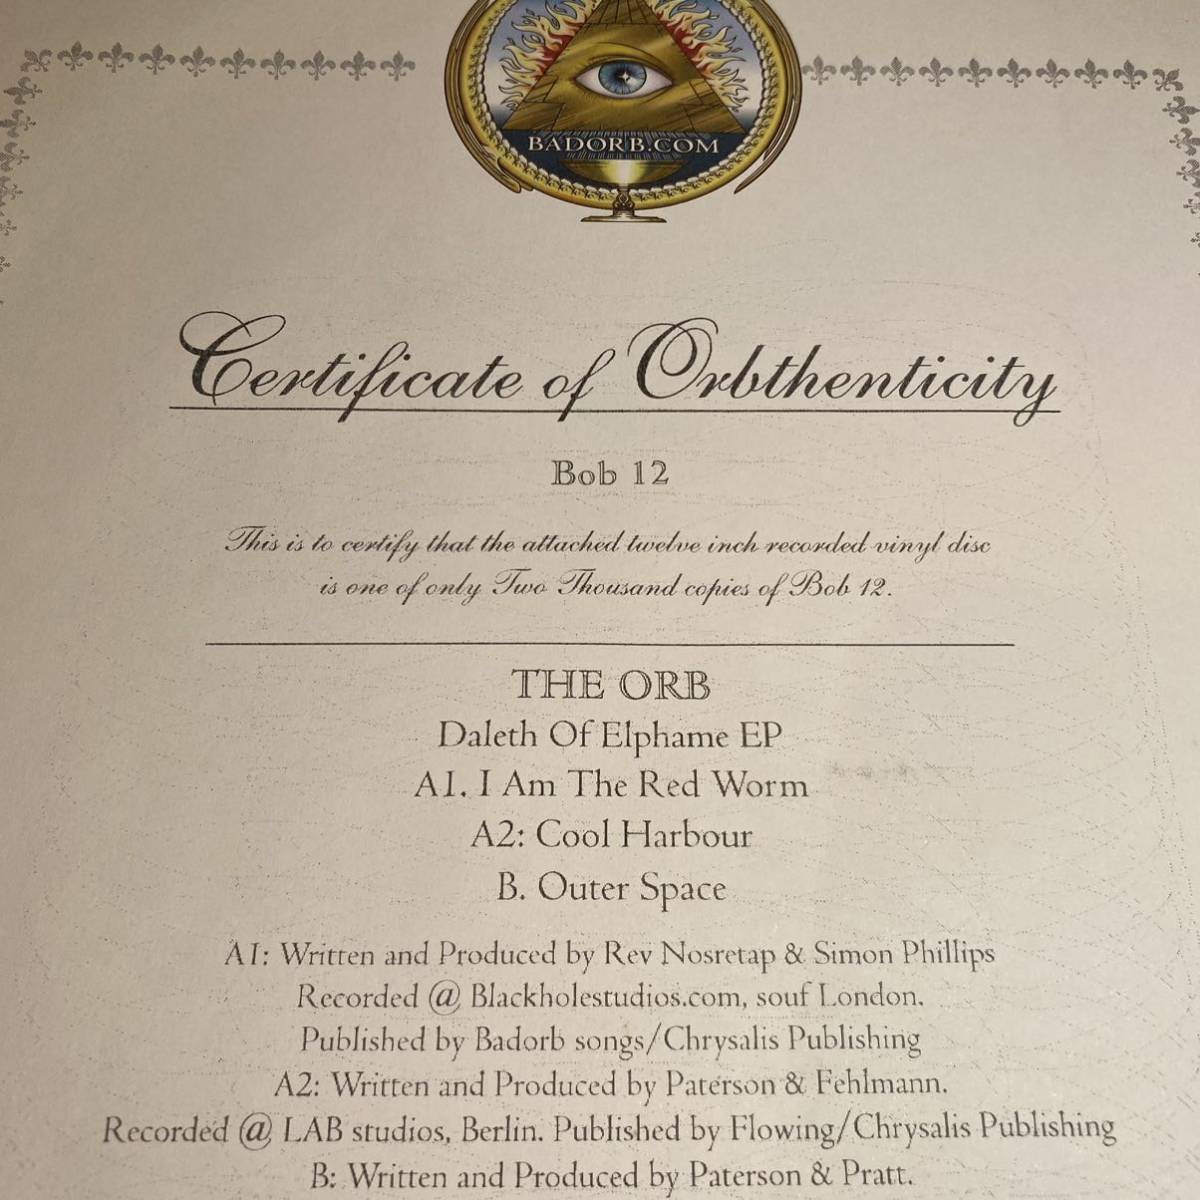 BADORB.COM
Certificate of Orbthenticity
Bob 12
This is to certify that the attached twelve inch recorded vinyl disc
is one of only Two Thousand copies of Bob 12.
THE ORB
Daleth Of Elphame EP
A1. I Am The Red Worm
A2: Cool Harbour
B. Outer Space
A1: Written and Produced by Rev Nosretap & Simon Phillips
Recorded @ Blackholestudios.com, souf London.
Published by Badorb songs/Chrysalis Publishing
A2: Written and Produced by Paterson & Fehlmann.
Recorded @ LAB studios, Berlin. Published by Flowing/Chrysalis Publishing
B: Written and Produced by Paterson & Pratt.